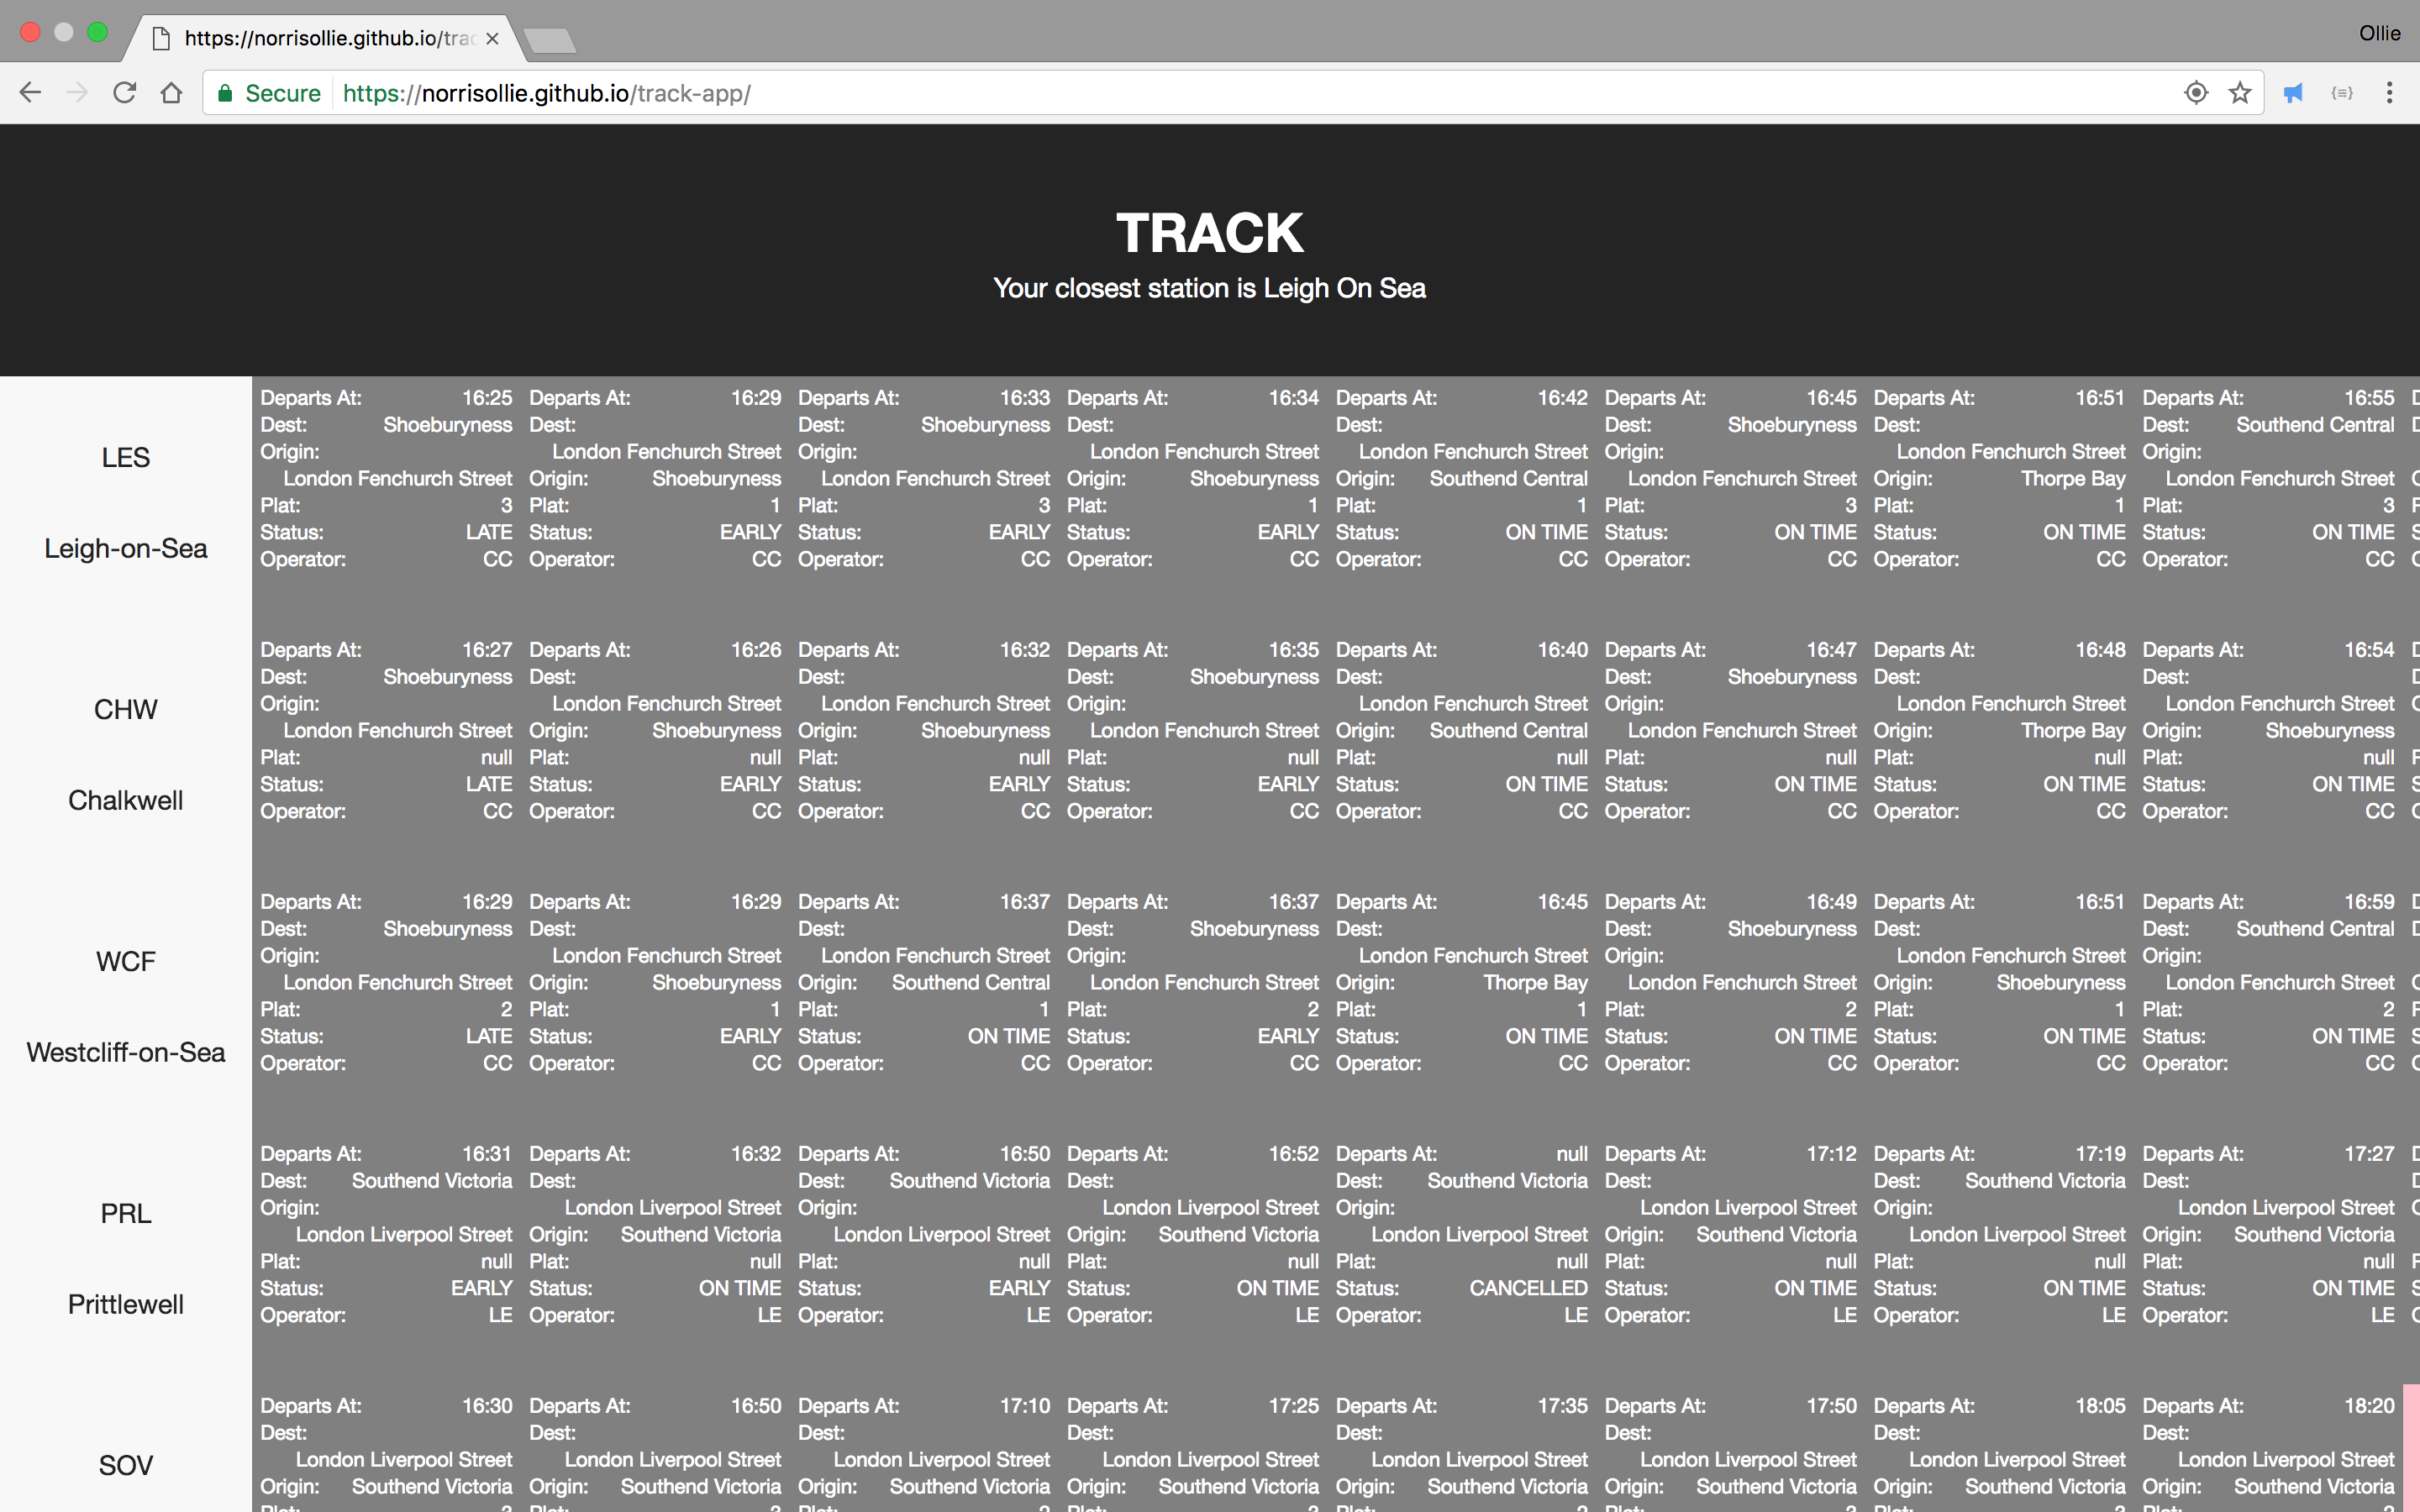 https://norrisollie.github.io/trac
Ollie
Secure https://norrisollie.github.io/track-app/
TRACK
Your closest station is Leigh On Sea
LES
Leigh-on-Sea
Departs At: 16:25 Departs At: 16:29 Departs At: 16:33 Departs At: 16:34 Departs At: 16:42 Departs At: 16:45 Departs At: 16:51 Departs At: 16:55
Dest: Shoeburyness Dest: Dest: Shoeburyness Dest: Dest: Dest: Shoeburyness Dest: Dest: Southend Central
Origin: London Fenchurch Street Origin: London Fenchurch Street London Fenchurch Street Origin: London Fenchurch Street Origin:
London Fenchurch Street Origin: Shoeburyness London Fenchurch Street Origin: Shoeburyness Origin: Southend Central London Fenchurch Street Origin: Thorpe Bay London Fenchurch Street
Plat: 3 Plat: 1 Plat: 3 Plat: 1 Plat: 1 Plat: 3 Plat: 1 Plat: 3
Status: LATE Status: EARLY Status: EARLY Status: EARLY Status: ON TIME Status: ON TIME Status: ON TIME Status: ON TIME
Operator: CC Operator: CC Operator: CC Operator: CC Operator: CC Operator: CC Operator: CC Operator: CC
CHW
Chalkwell
Departs At: 16:27 Departs At: 16:26 Departs At: 16:32 Departs At: 16:35 Departs At: 16:40 Departs At: 16:47 Departs At: 16:48 Departs At: 16:54
Dest: Shoeburyness Dest: Dest: Dest: Shoeburyness Dest: Dest: Shoeburyness Dest: Dest:
Origin: London Fenchurch Street London Fenchurch Street Origin: London Fenchurch Street Origin: London Fenchurch Street London Fenchurch Street
London Fenchurch Street Origin: Shoeburyness Origin: Shoeburyness London Fenchurch Street Origin: Southend Central London Fenchurch Street Origin: Thorpe Bay Origin: Shoeburyness
Plat: null Plat: null Plat: null Plat: null Plat: null Plat: null Plat: null Plat: null
Status: LATE Status: EARLY Status: EARLY Status: EARLY Status: ON TIME Status: ON TIME Status: ON TIME Status: ON TIME
Operator: CC Operator: CC Operator: CC Operator: CC Operator: CC Operator: CC Operator: CC Operator: CC
WCF
Westcliff-on-Sea
Departs At: 16:29 Departs At: 16:29 Departs At: 16:37 Departs At: 16:37 Departs At: 16:45 Departs At: 16:49 Departs At: 16:51 Departs At: 16:59
Dest: Shoeburyness Dest: Dest: Dest: Shoeburyness Dest: Dest: Shoeburyness Dest: Dest: Southend Central
Origin: London Fenchurch Street London Fenchurch Street Origin: London Fenchurch Street Origin: London Fenchurch Street Origin:
London Fenchurch Street Origin: Shoeburyness Origin: Southend Central London Fenchurch Street Origin: Thorpe Bay London Fenchurch Street Origin: Shoeburyness London Fenchurch Street
Plat: 2 Plat: 1 Plat: 1 Plat: 2 Plat: 1 Plat: 2 Plat: 1 Plat: 2
Status: LATE Status: EARLY Status: ON TIME Status: EARLY Status: ON TIME Status: ON TIME Status: ON TIME Status: ON TIME
Operator: CC Operator: CC Operator: CC Operator: CC Operator: CC Operator: CC Operator: CC Operator: CC
PRL
Prittlewell
Departs At: 16:31 Departs At: 16:32 Departs At: 16:50 Departs At: 16:52 Departs At: null Departs At: 17:12 Departs At: 17:19 Departs At: 17:27
Dest: Southend Victoria Dest: Dest: Southend Victoria Dest: Dest: Southend Victoria Dest: Dest: Southend Victoria Dest:
Origin: London Liverpool Street Origin: London Liverpool Street Origin: London Liverpool Street Origin: London Liverpool Street
London Liverpool Street Origin: Southend Victoria London Liverpool Street Origin: Southend Victoria London Liverpool Street Origin: Southend Victoria London Liverpool Street Origin: Southend Victoria
Plat: null Plat: null Plat: null Plat: null Plat: null Plat: null Plat: null Plat: null
Status: EARLY Status: ON TIME Status: EARLY Status: ON TIME Status: CANCELLED Status: ON TIME Status: ON TIME Status: ON TIME
Operator: LE Operator: LE Operator: LE Operator: LE Operator: LE Operator: LE Operator: LE Operator: LE
SOV
Departs At: 16:30 Departs At: 16:50 Departs At: 17:10 Departs At: 17:25 Departs At: 17:35 Departs At: 17:50 Departs At: 18:05 Departs At: 18:20
Dest: Dest: Dest: Dest: Dest: Dest: Dest: Dest:
London Liverpool Street London Liverpool Street London Liverpool Street London Liverpool Street London Liverpool Street London Liverpool Street London Liverpool Street London Liverpool Street
Origin: Southend Victoria Origin: Southend Victoria Origin: Southend Victoria Origin: Southend Victoria Origin: Southend Victoria Origin: Southend Victoria Origin: Southend Victoria Origin: Southend Victoria